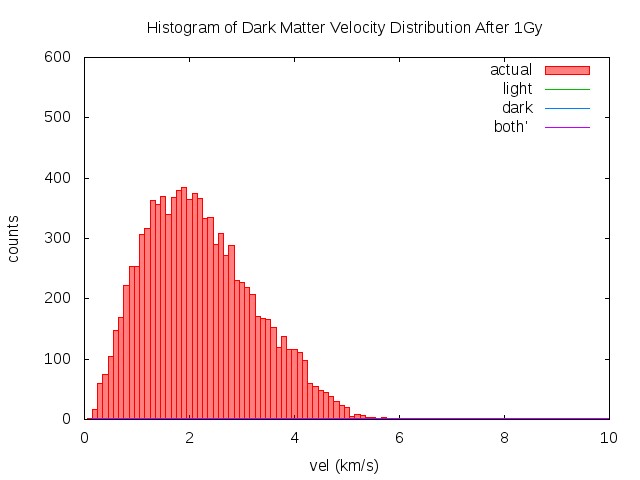 Histogram of Dark Matter Velocity Distribution After 1Gy
600
500
400
300
200
100
0
counts
actual
light
dark
both'
0 2 4 6 8 10
vel (km/s)